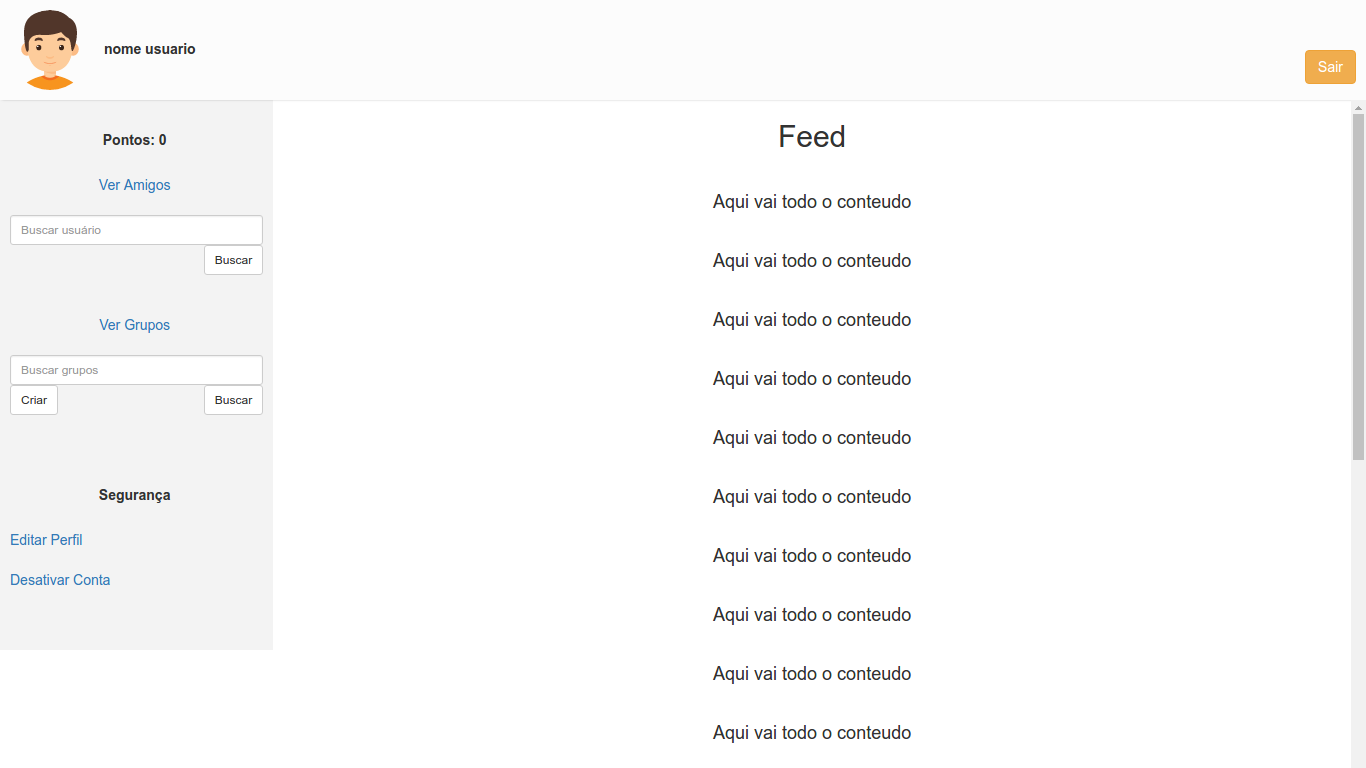 nome usuario
Sair
Pontos: 0
Ver Amigos
Buscar usuário
Buscar
Ver Grupos
Buscar grupos
Criar Buscar
Segurança
Editar Perfil
Desativar Conta
Feed
Aqui vai todo o conteudo
Aqui vai todo o conteudo
Aqui vai todo o conteudo
Aqui vai todo o conteudo
Aqui vai todo o conteudo
Aqui vai todo o conteudo
Aqui vai todo o conteudo
Aqui vai todo o conteudo
Aqui vai todo o conteudo
Aqui vai todo o conteudo